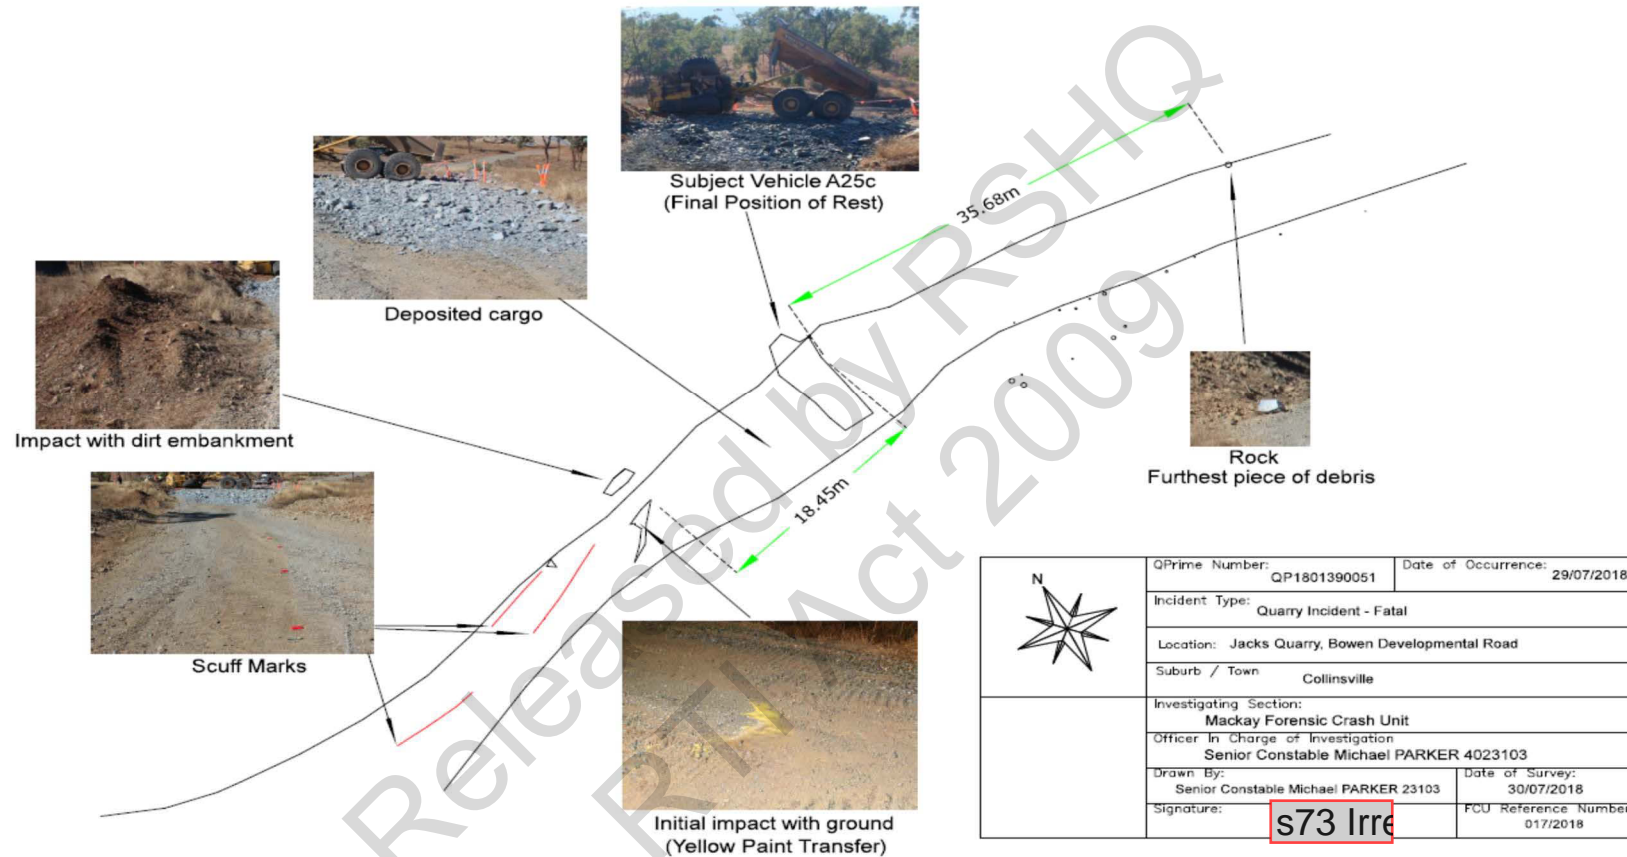 Subject Vehicle A25c
(Final Position of Rest)
35.68m
Deposited cargo
Impact with dirt embankment
Rock
Furthest piece of debris
18.45m
Scuff Marks
Initial impact with ground
(Yellow Paint Transfer)
Released by RSHQ
RTI Act 2009
N
QPrime Number:
QP1801390051
Date of Occurrence:
29/07/2018
Incident Type:
Quarry Incident - Fatal
Location: Jacks Quarry, Bowen Developmental Road
Suburb / Town
Collinsville
Investigating Section:
Mackay Forensic Crash Unit
Officer In Charge of Investigation
Senior Constable Michael PARKER 4023103
Drawn By:
Senior Constable Michael PARKER 23103
Date of Survey:
30/07/2018
Signature:
s73 Irre
FCU Reference Number
017/2018